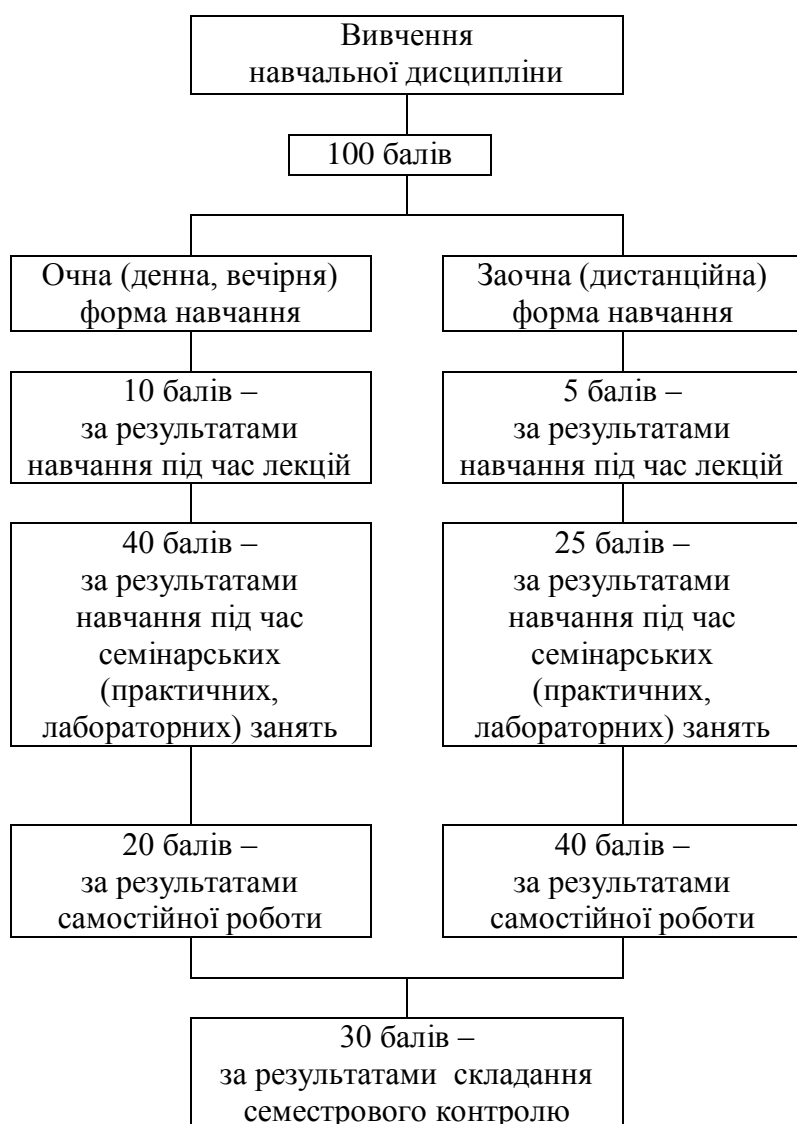 Вивчення
навчальної дисципліни
100 балів
Очна (денна, вечірня)
форма навчання
Заочна (дистанційна)
форма навчання
10 балів –
за результатами
навчання під час лекцій
5 балів –
за результатами
навчання під час лекцій
40 балів –
за результатами
навчання під час
семінарських
(практичних,
лабораторних) занять
25 балів –
за результатами
навчання під час
семінарських
(практичних,
лабораторних) занять
20 балів –
за результатами
самостійної роботи
40 балів –
за результатами
самостійної роботи
30 балів –
за результатами складання
семестрового контролю